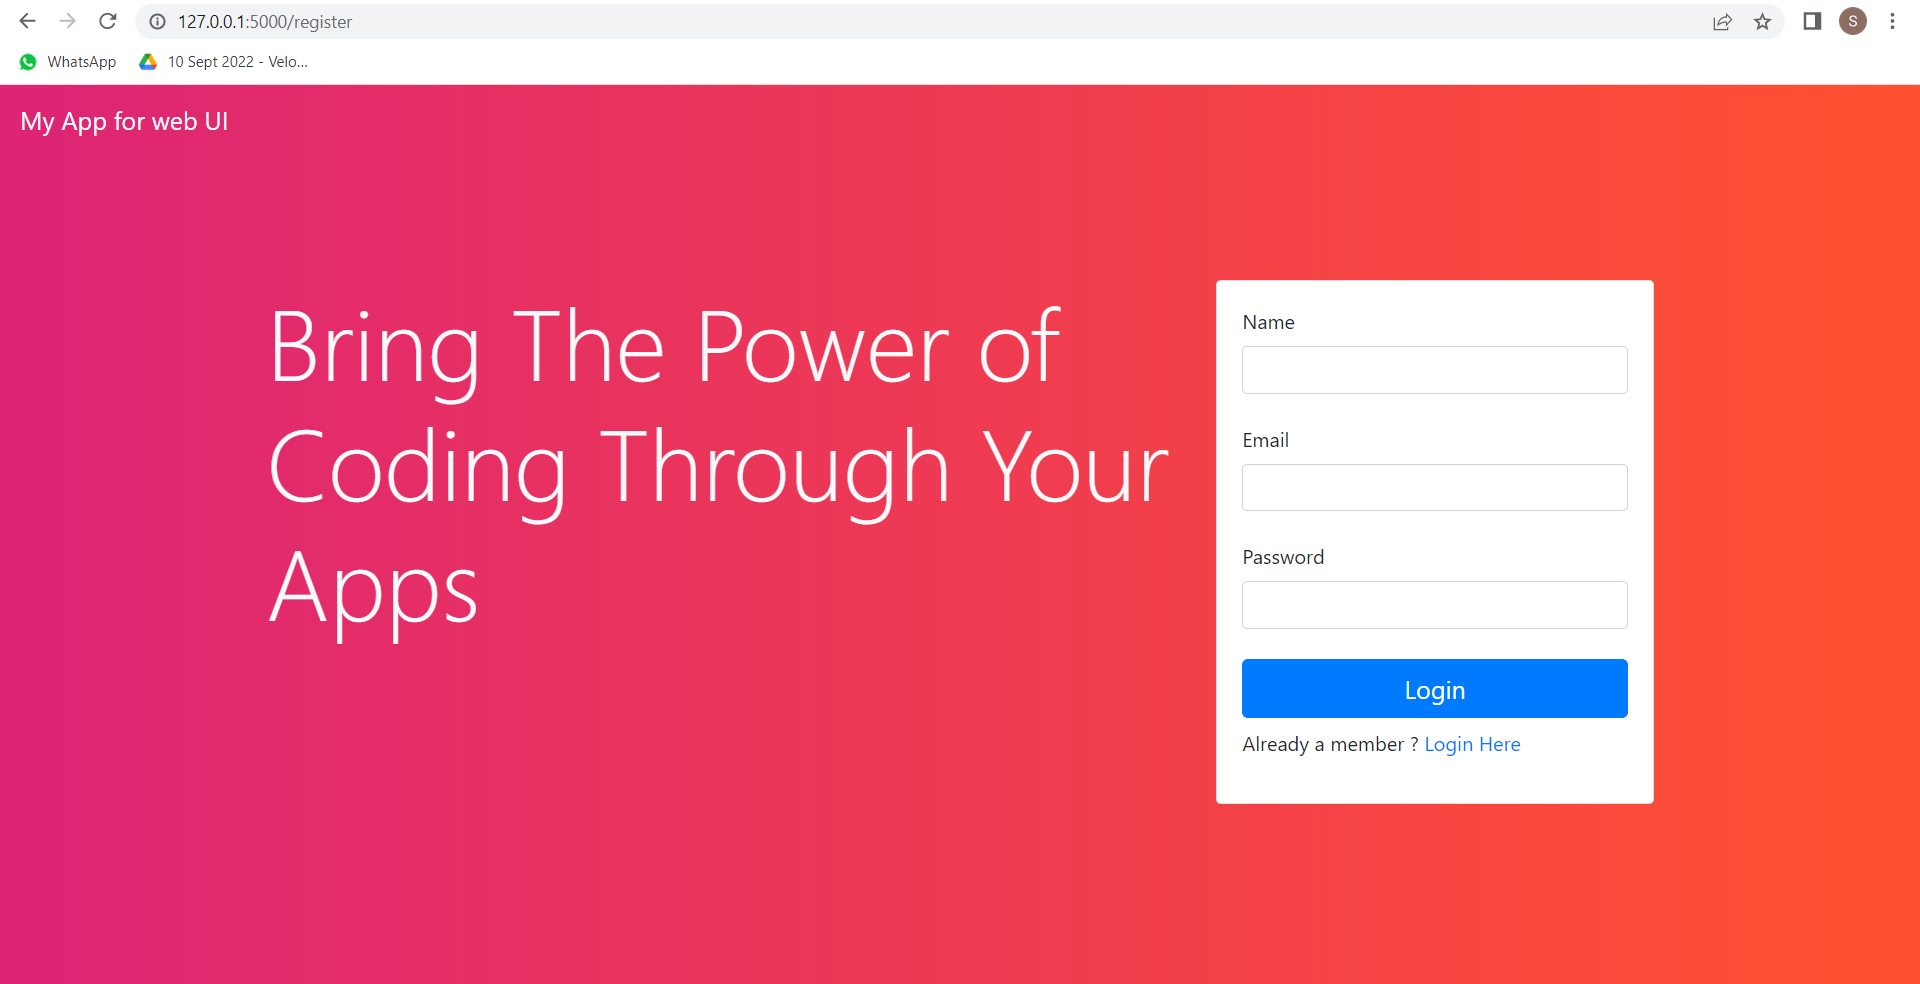 127.0.0.1:5000/register
S
WhatsApp
10 Sept 2022 - Velo...
My App for web UI
Bring The Power of
Coding Through Your
Apps
Name
Email
Password
Login
Already a member ? Login Here